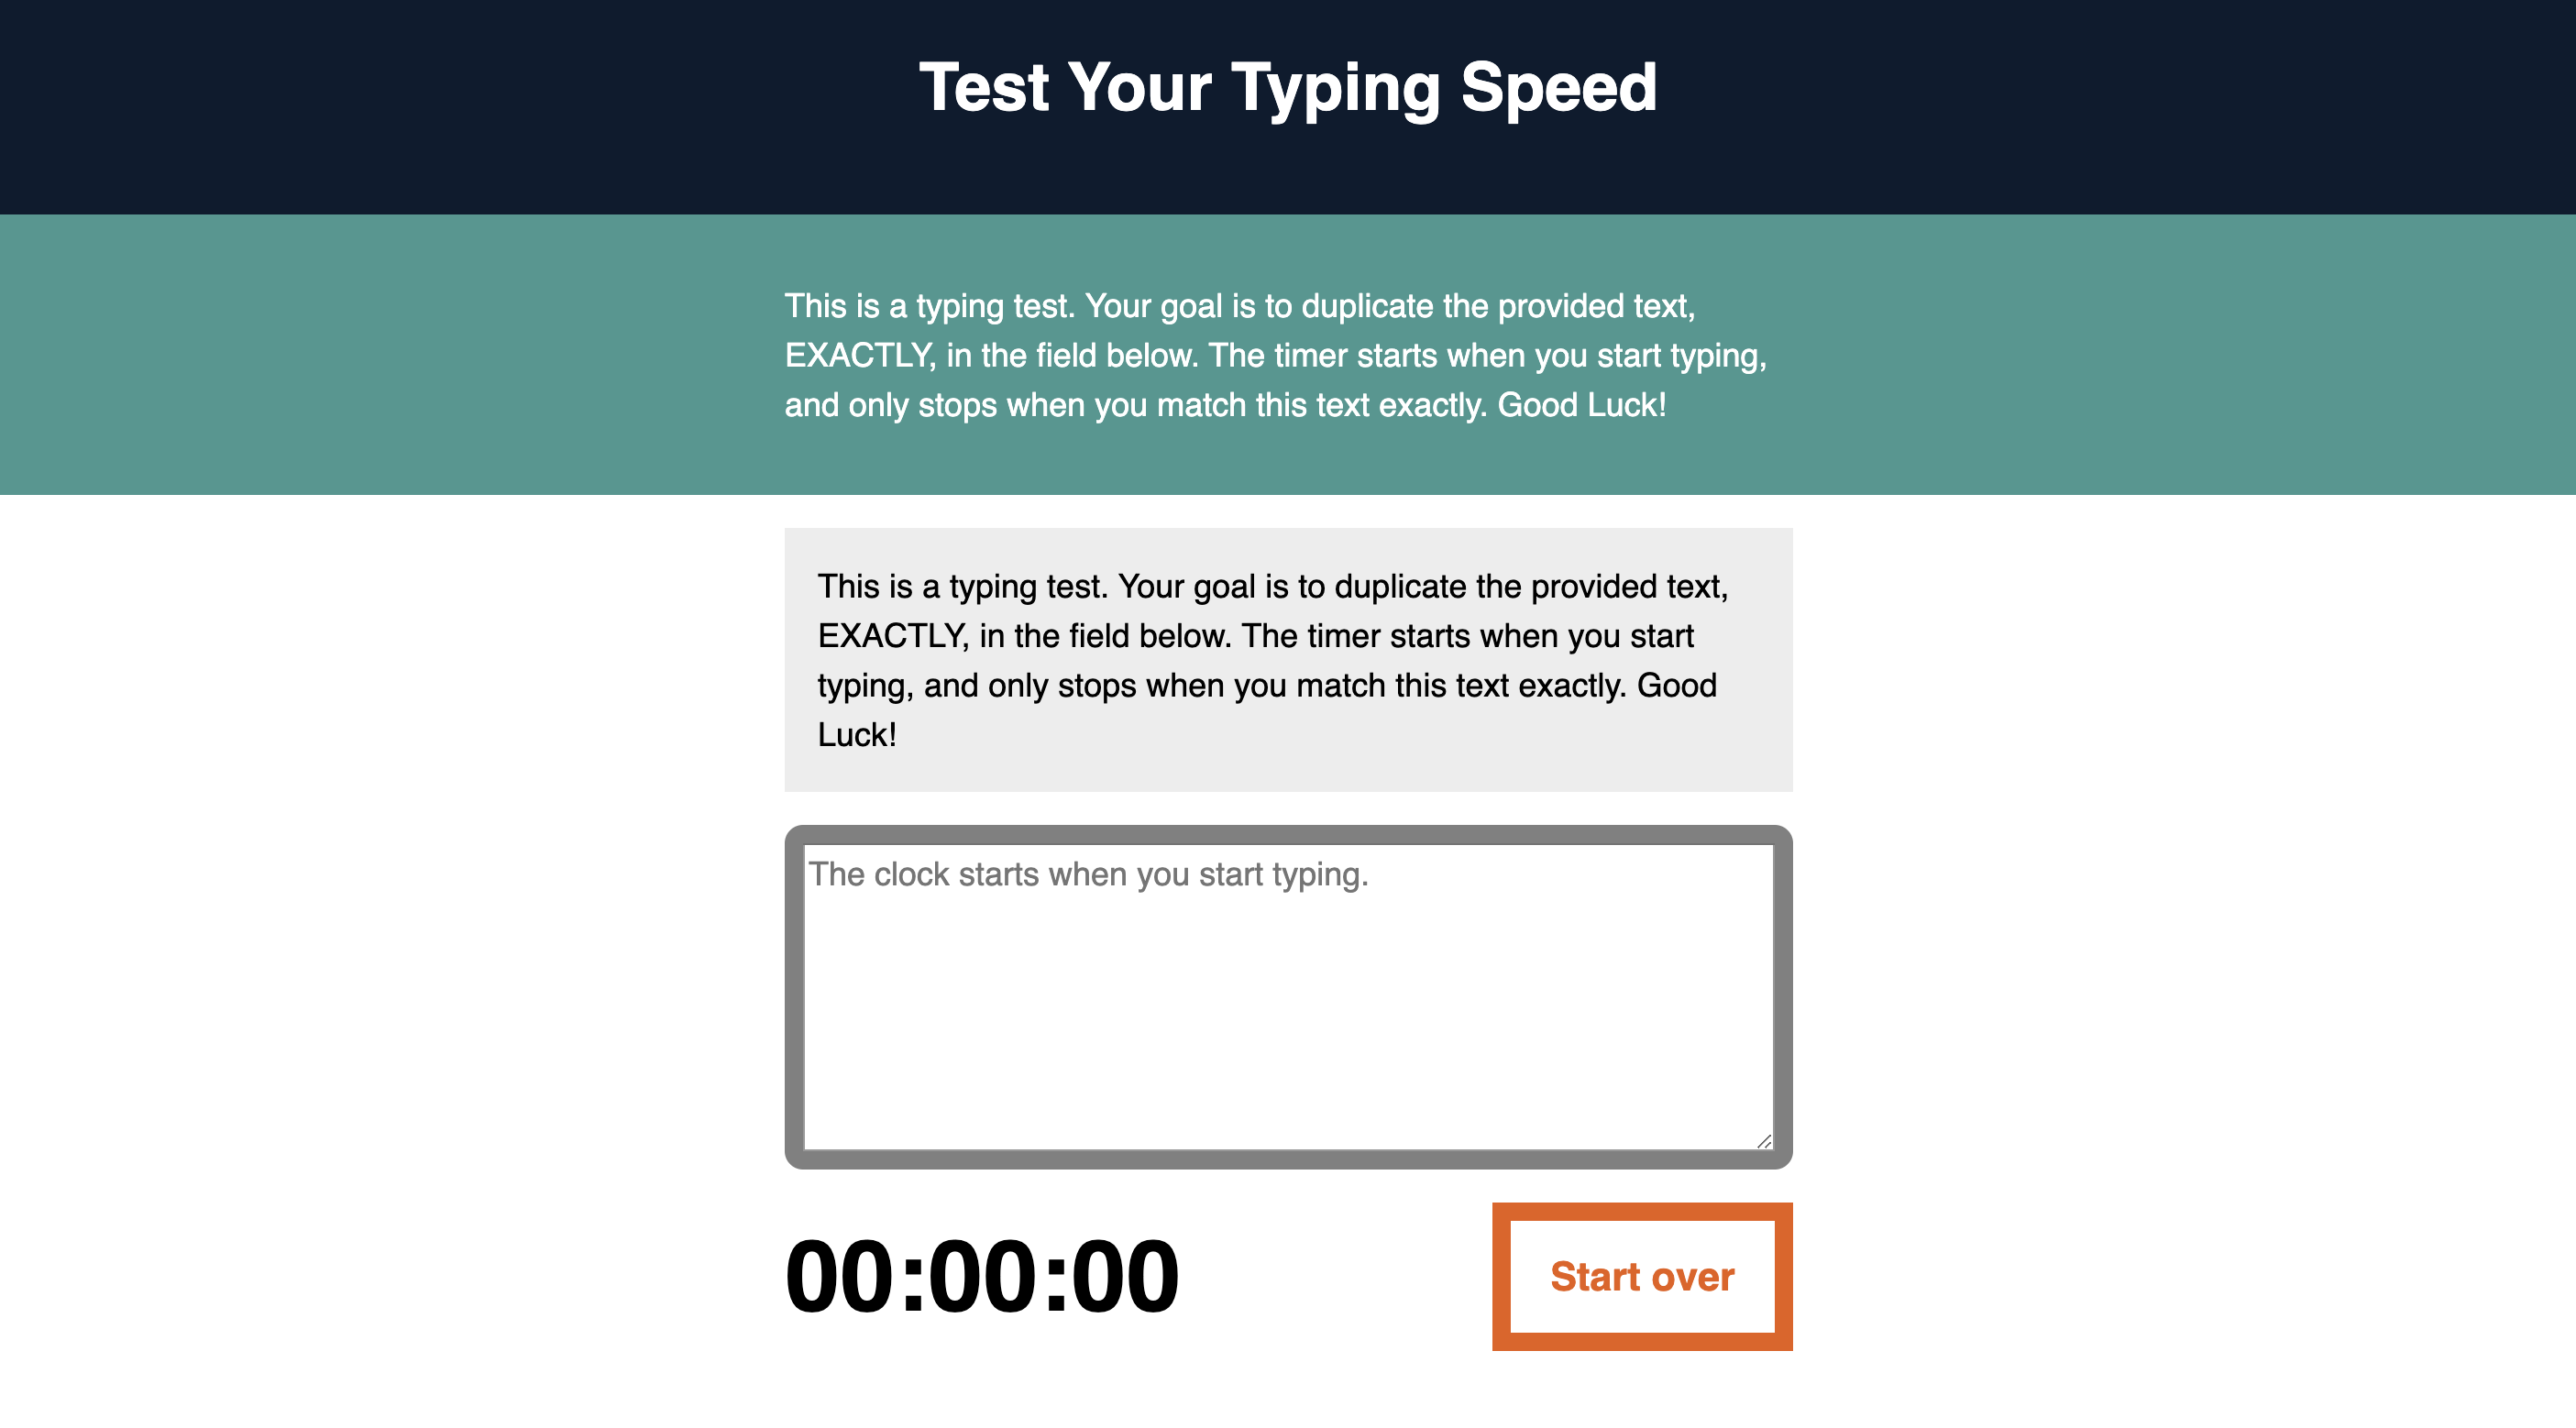 Test Your Typing Speed
This is a typing test. Your goal is to duplicate the provided text,
EXACTLY, in the field below. The timer starts when you start typing,
and only stops when you match this text exactly. Good Luck!
This is a typing test. Your goal is to duplicate the provided text,
EXACTLY, in the field below. The timer starts when you start
typing, and only stops when you match this text exactly. Good
Luck!
The clock starts when you start typing.
00:00:00
Start over